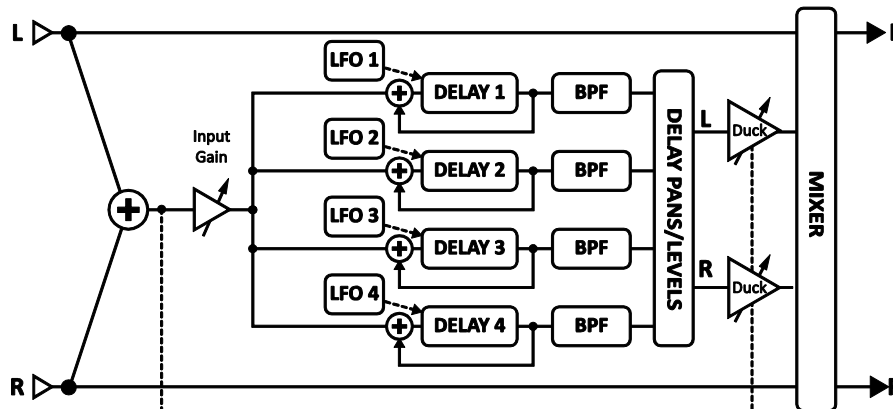 L
LFO 1
DELAY 1
BPF
LFO 2
DELAY 2
BPF
LFO 3
DELAY 3
BPF
LFO 4
DELAY 4
BPF
Input
Gain
DELAY PANS/LEVELS
L
Duck
R
Duck
MIXER
R